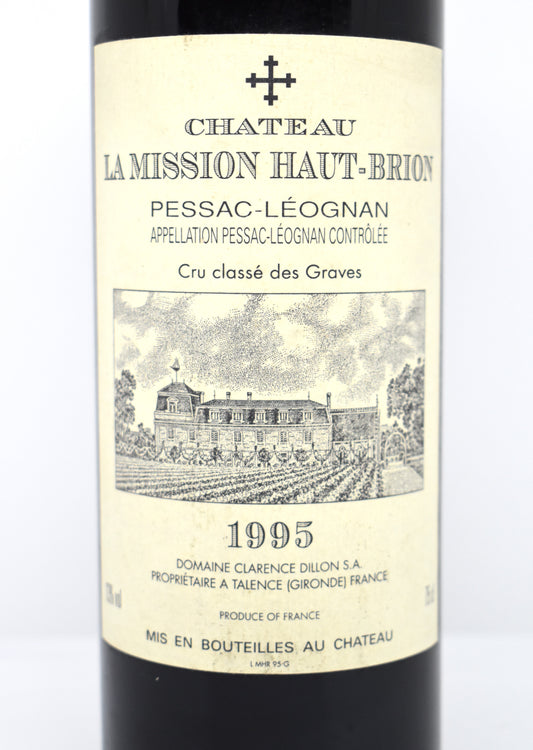 CHATEAU
LA MISSION HAUT-BRION
PESSAC-LÉOGNAN
APPELLATION PESSAC-LÉOGNAN CONTRÔLÉE
Cru classé des Graves
1995
DOMAINE CLARENCE DILLON S.A.
PROPRIÉTAIRE A TALENCE (GIRONDE) FRANCE
PRODUCE OF FRANCE
MIS EN BOUTEILLES AU CHATEAU
L MHR 95 G